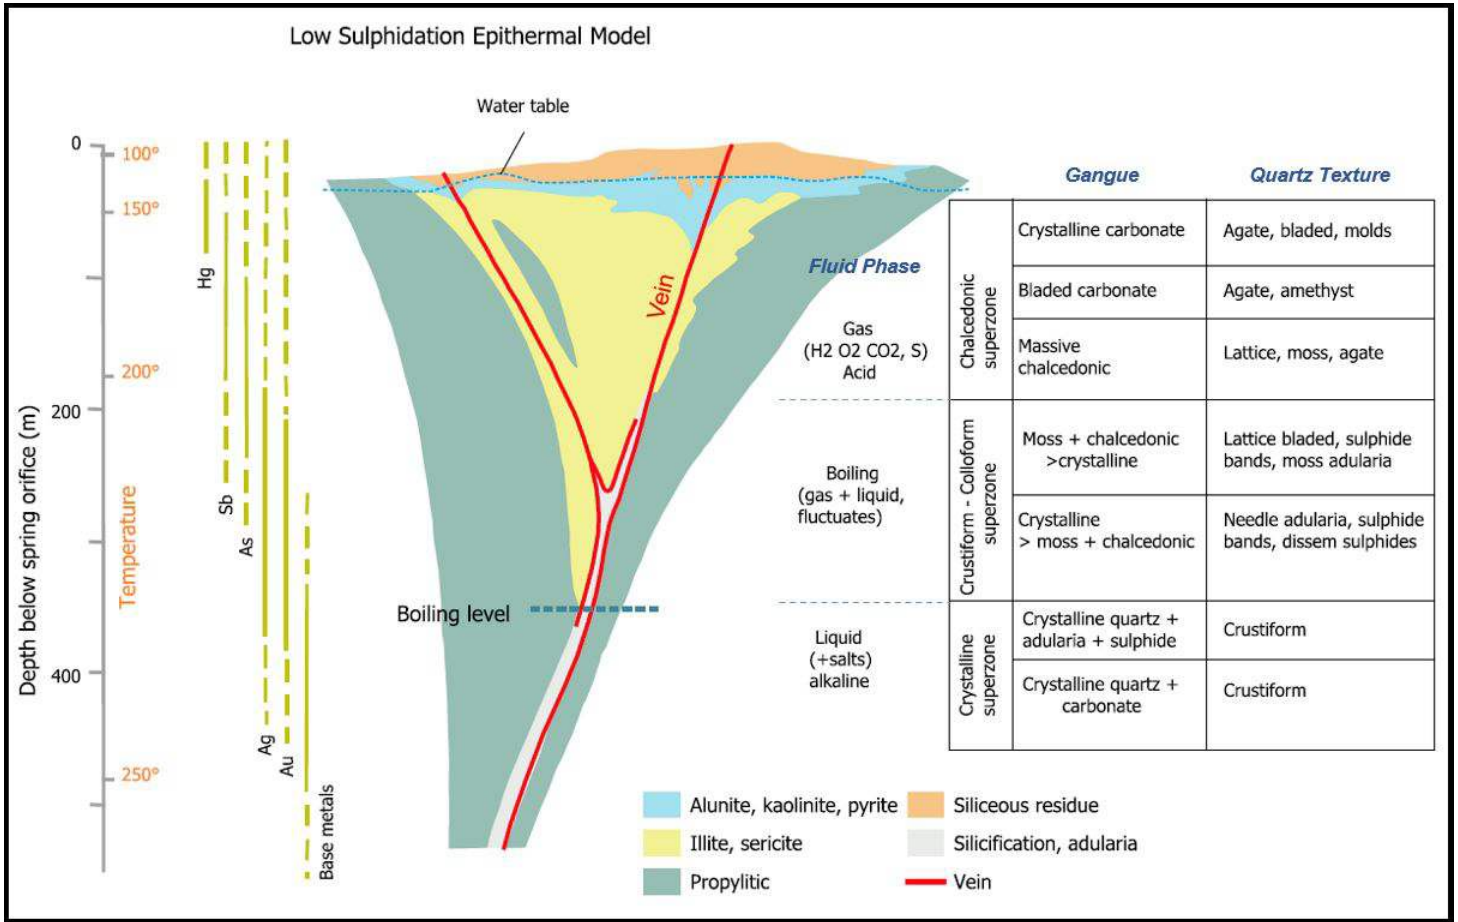 Low Sulphidation Epithermal Model
Water table
0
100°
150°
200°
200
400
250°
Depth below spring orifice (m)
Temperature
Hg
Sb
As
Ag
Au
Base metals
Vein
Boiling level
Fluid Phase
Gas
(H2 O2 CO2, S)
Acid
Boiling
(gas + liquid,
fluctuates)
Liquid
(+salts)
alkaline
Gangue
Quartz Texture
Chalcedonic
superzone
Crystalline carbonate
Agate, bladed, molds
Bladed carbonate
Agate, amethyst
Massive
chalcedonic
Lattice, moss, agate
Crustiform - Colloform
superzone
Moss + chalcedonic
>crystalline
Lattice bladed, sulphide
bands, moss adularia
Crystalline
> moss + chalcedonic
Needle adularia, sulphide
bands, dissem sulphides
Crystalline
superzone
Crystalline quartz +
adularia + sulphide
Crustiform
Crystalline quartz +
carbonate
Crustiform
Alunite, kaolinite, pyrite
Siliceous residue
Illite, sericite
Silicification, adularia
Propylitic
Vein